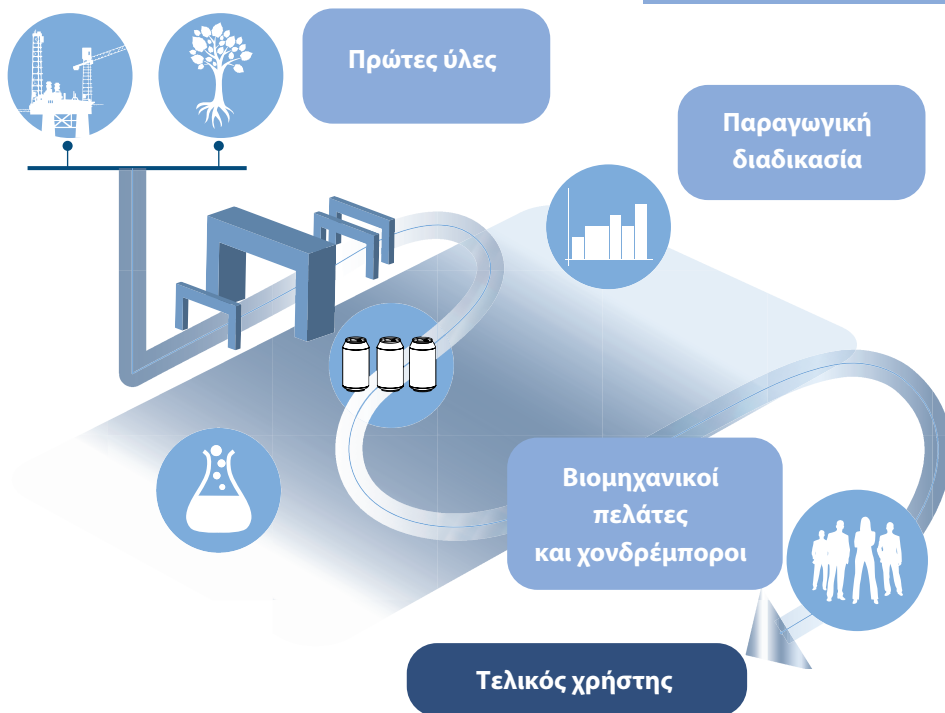 Πρώτες ύλες
Παραγωγική
διαδικασία
Βιομηχανικοί
πελάτες
και χονδρέμποροι
Τελικός χρήστης